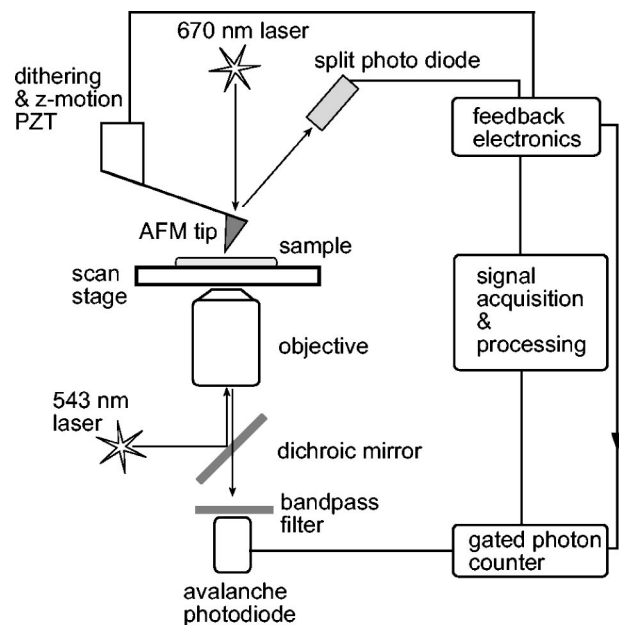 670 nm laser
split photo diode
dithering
& z-motion
PZT
feedback
electronics
AFM tip
sample
scan
stage
signal
acquisition
&
processing
objective
543 nm
laser
dichroic mirror
bandpass
filter
gated photon
counter
avalanche
photodiode